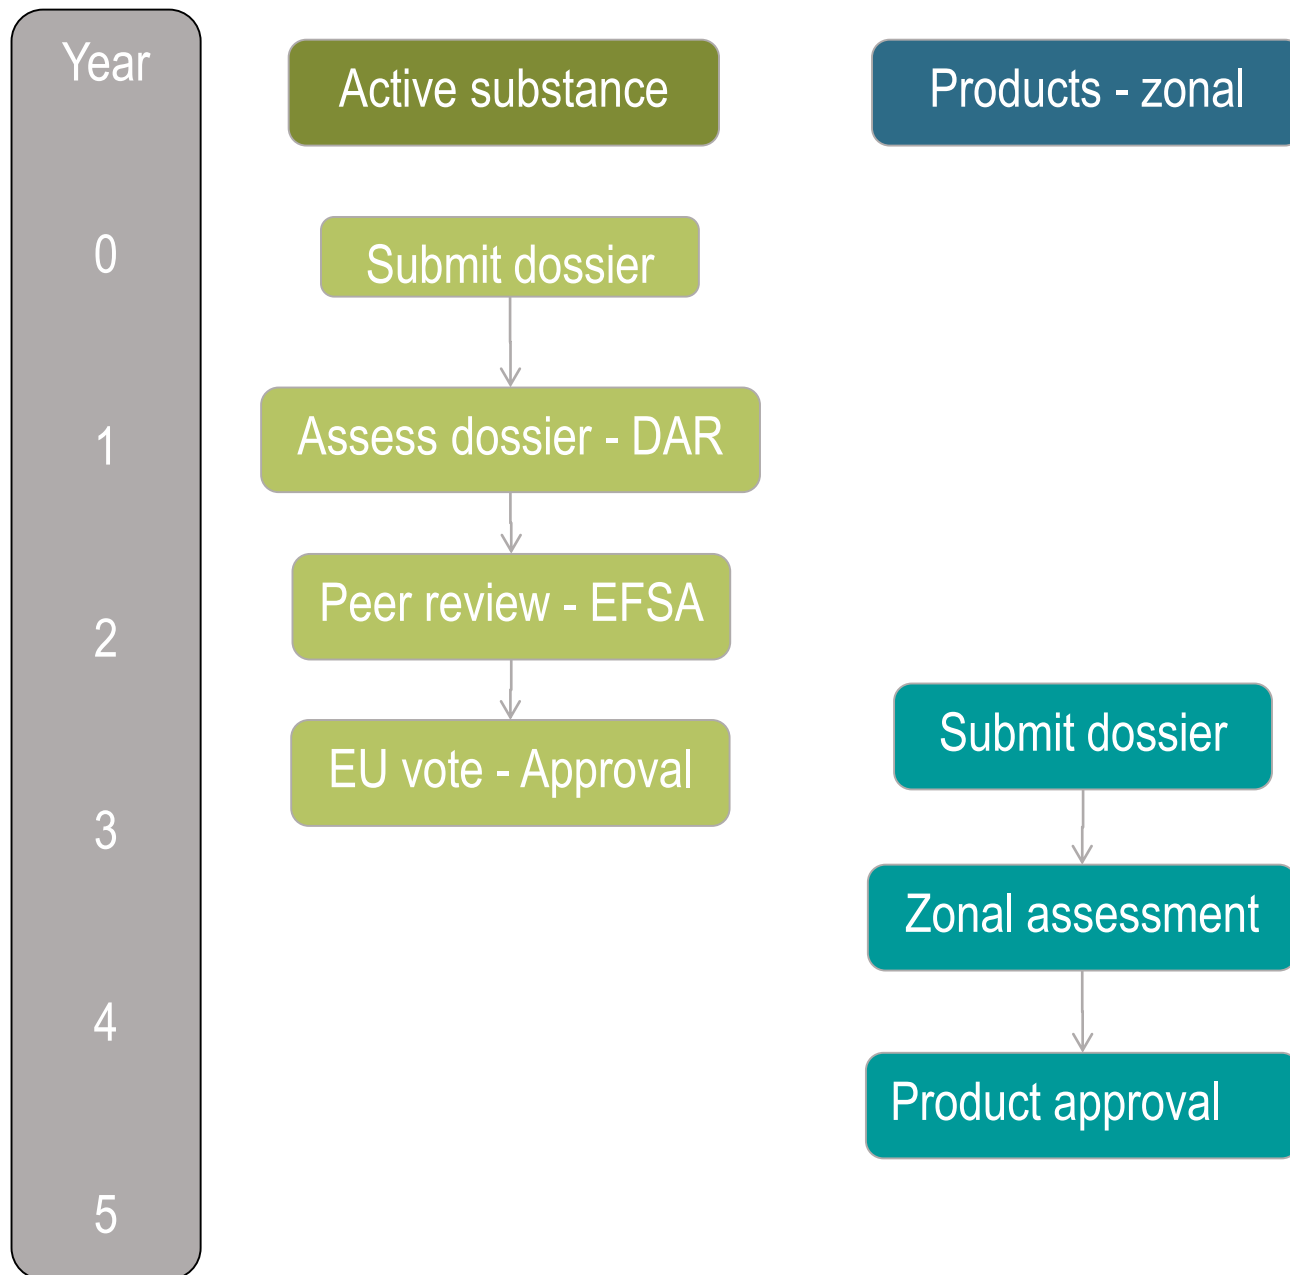 Year
Active substance
Products - zonal
0
Submit dossier
1
Assess dossier - DAR
Peer review - EFSA
2
Submit dossier
EU vote - Approval
3
Zonal assessment
4
Product approval
5